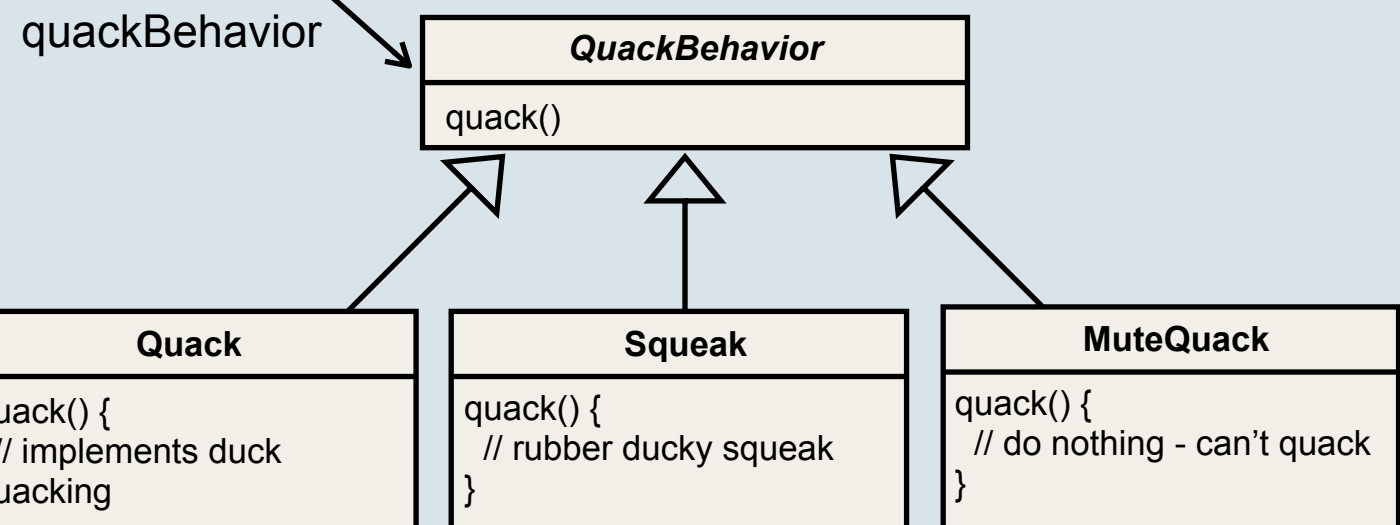 quackBehavior
QuackBehavior
quack()
Quack
uack() {
// implements duck
uacking
Squeak
quack() {
// rubber ducky squeak
}
MuteQuack
quack() {
// do nothing - can’t quack
}